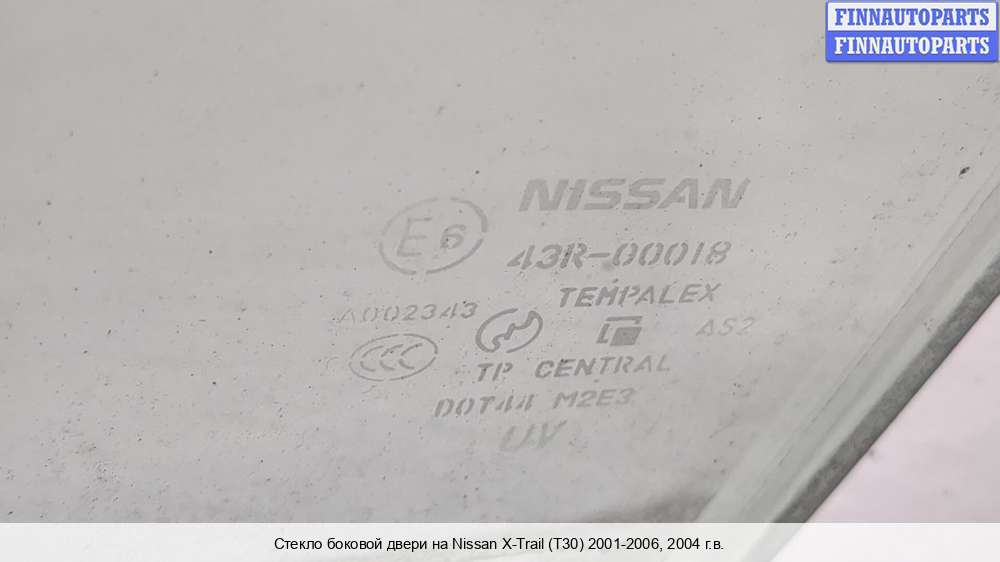 FINNAUTOPARTS
FINNAUTOPARTS
NISSAN
E6
43R-00018
TEMPALEX
A002343
AS2
CCC
TP CENTRAL
DOT44 M2E3
UV
Стекло боковой двери на Nissan X-Trail (T30) 2001-2006, 2004 г.в.